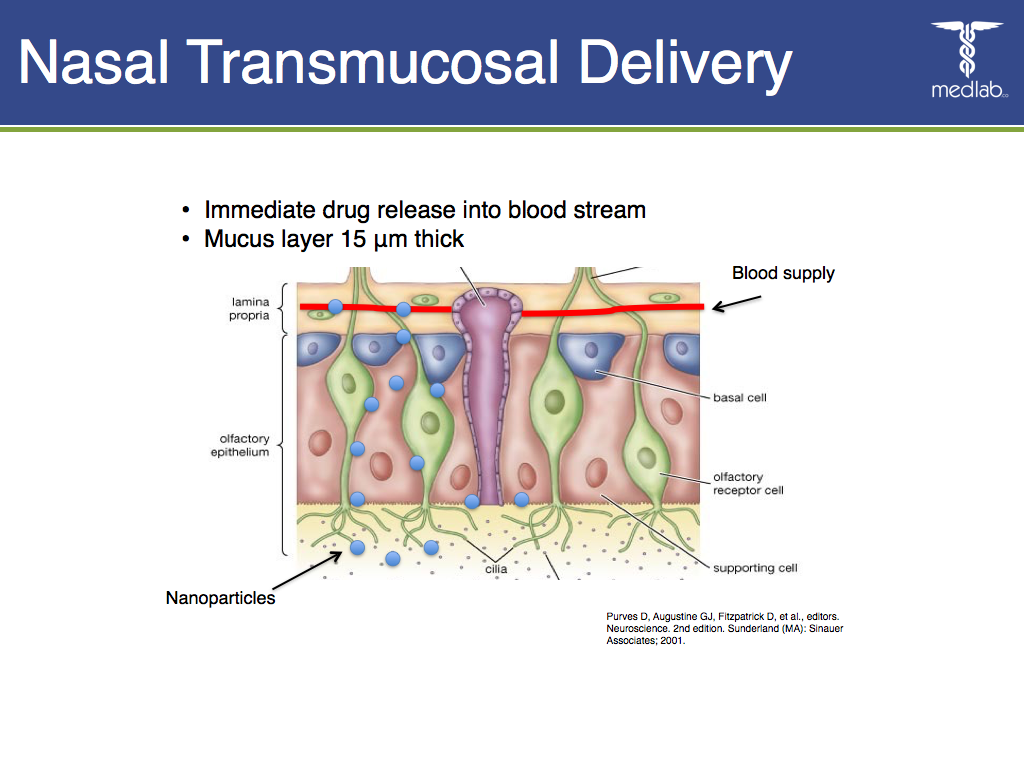 Nasal Transmucosal Delivery
medlab
• Immediate drug release into blood stream
• Mucus layer 15 µm thick
Blood supply
lamina
propria
basal cell
olfactory
epithelium
olfactory
receptor cell
cilia
supporting cell
Nanoparticles
Purves D, Augustine GJ, Fitzpatrick D, et al., editors.
Neuroscience. 2nd edition. Sunderland (MA): Sinauer
Associates; 2001.